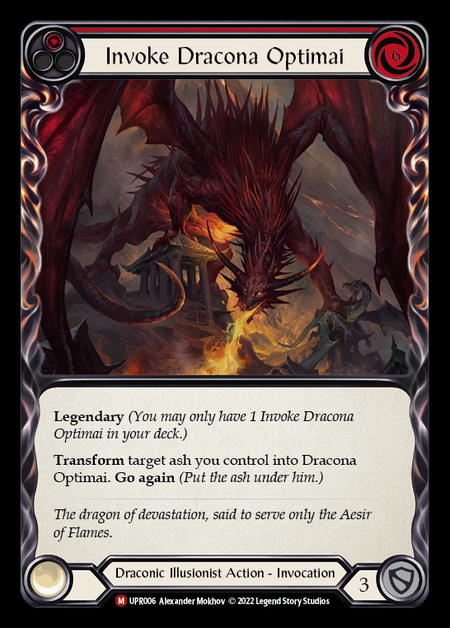 Invoke Dracona Optimai
6
Legendary (You may only have 1 Invoke Dracona
Optimai in your deck.)
Transform target ash you control into Dracona
Optimai. Go again (Put the ash under him.)
The dragon of devastation, said to serve only the Aesir
of Flames.
Draconic Illusionist Action - Invocation
3
M UPR006 Alexander Mokhov © 2022 Legend Story Studios